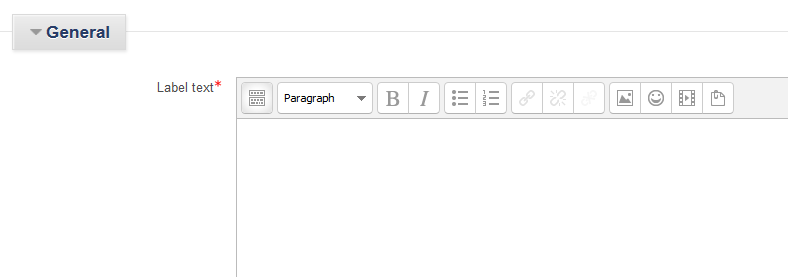 General
Label text*
Paragraph
B I